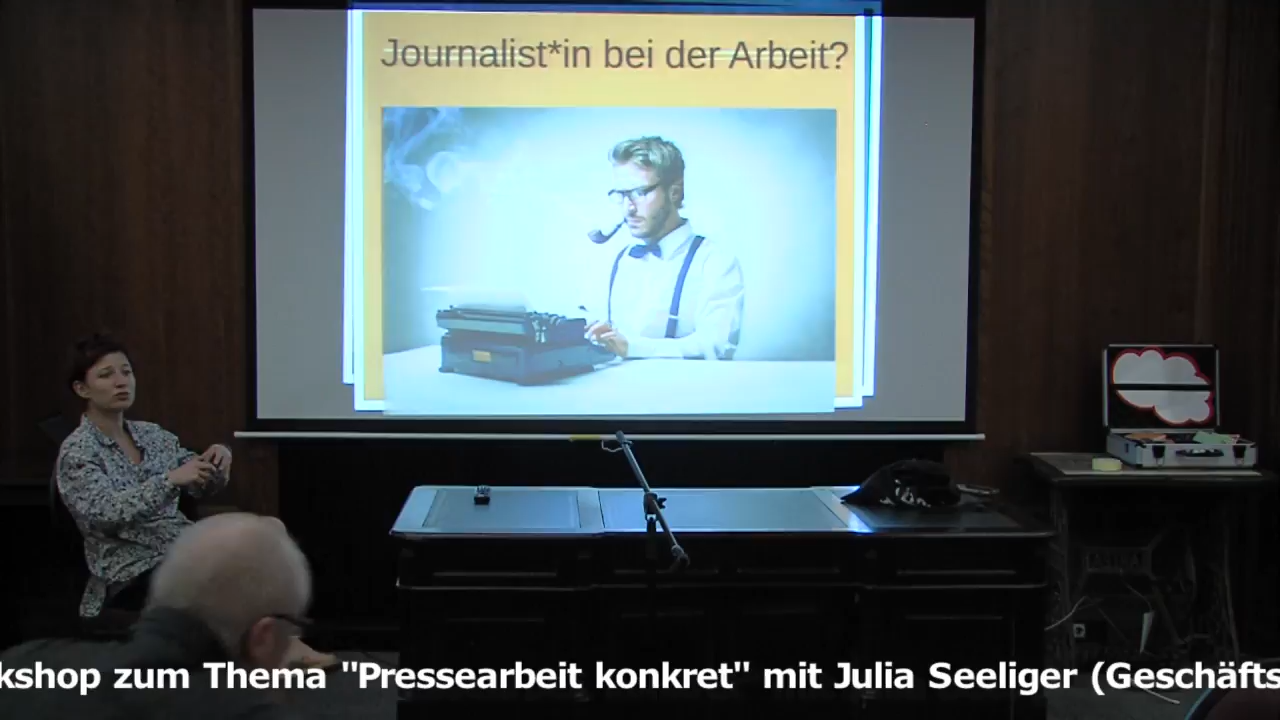 Journalist*in bei der Arbeit?
kshop zum Thema "Pressearbeit konkret" mit Julia Seeliger (Geschäfts